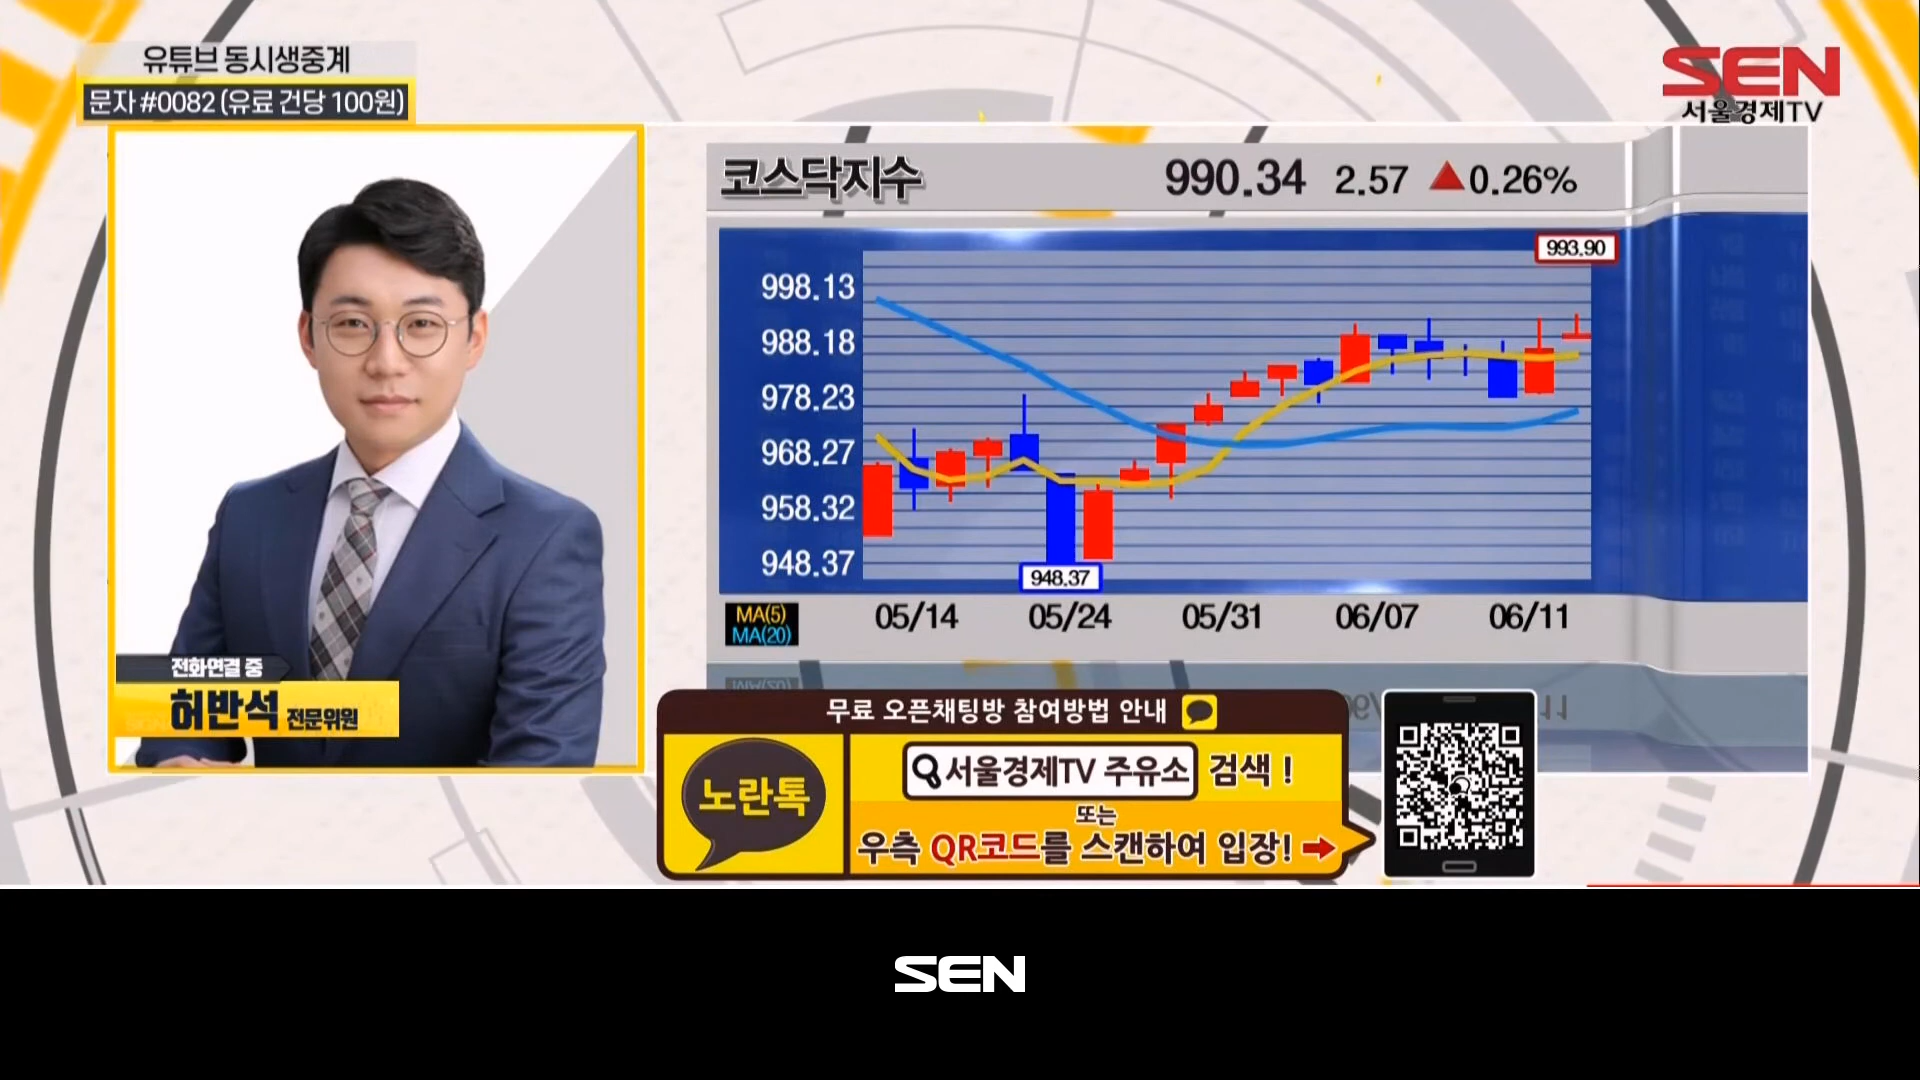 유튜브 동시생중계
문자 #0082 (유료 건당 100원)
SEN
서울경제TV
코스닥지수 990.34 2.57 ▲0.26%
993.90
998.13
988.18
978.23
968.27
958.32
948.37
948.37
MA(5)
MA(20)
05/14 05/24 05/31 06/07 06/11
전화연결 중
허반석 전문위원
무료 오픈채팅방 참여방법 안내
노란톡
서울경제TV 주유소 검색 !
또는
우측 QR코드를 스캔하여 입장! →
SEN